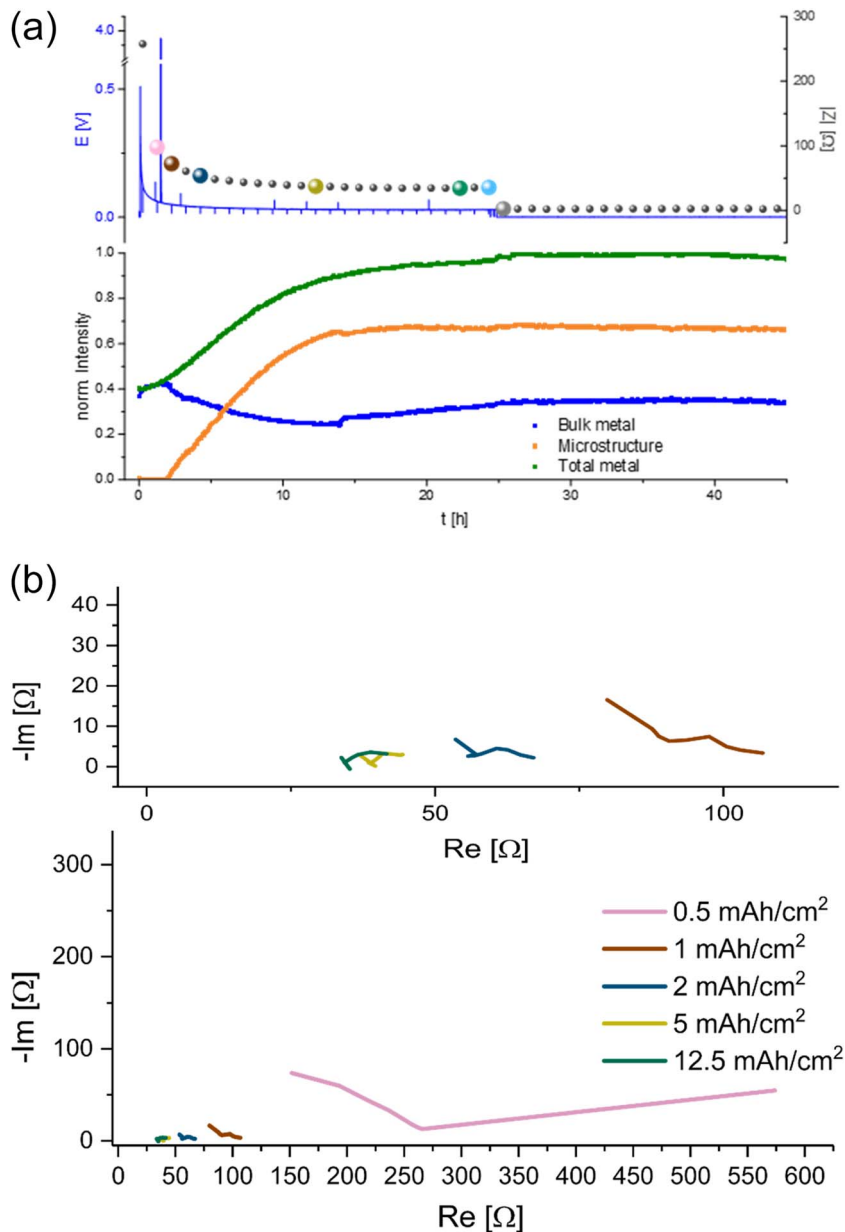 (a)
4.0
0.5
0.0
E [V]
300
200
100
0
|Z| [Ω]
1.0
0.8
0.6
0.4
0.2
0.0
norm. Intensity
Bulk metal
Microstructure
Total metal
0 10 20 30 40
t [h]
(b)
40
30
20
10
0
-Im [Ω]
0 50 100
Re [Ω]
300
200
100
0
-Im [Ω]
0.5 mAh/cm²
1 mAh/cm²
2 mAh/cm²
5 mAh/cm²
12.5 mAh/cm²
0 50 100 150 200 250 300 350 400 450 500 550 600
Re [Ω]